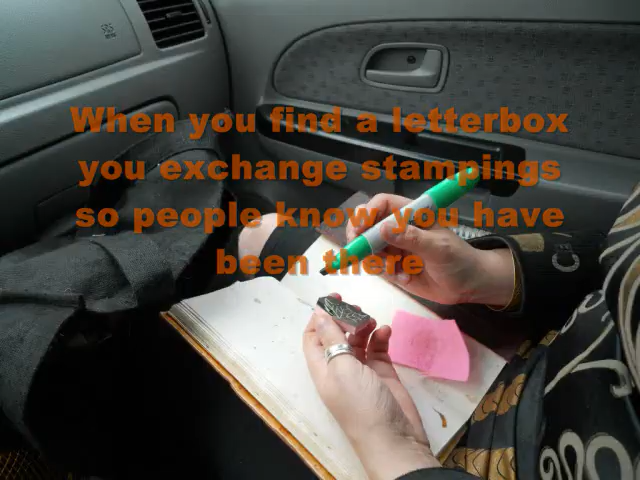 When you find a letterbox
you exchange stampings
so people know you have
been there